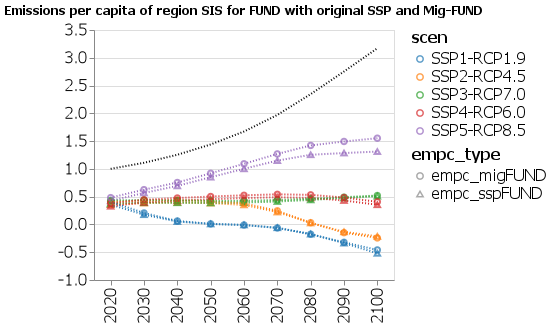 Emissions per capita of region SIS for FUND with original SSP and Mig-FUND
3.5
3.0
2.5
2.0
1.5
1.0
0.5
0.0
-0.5
-1.0
2020
2030
2040
2050
2060
2070
2080
2090
2100
scen
SSP1-RCP1.9
SSP2-RCP4.5
SSP3-RCP7.0
SSP4-RCP6.0
SSP5-RCP8.5
empc_type
empc_migFUND
empc_sspFUND